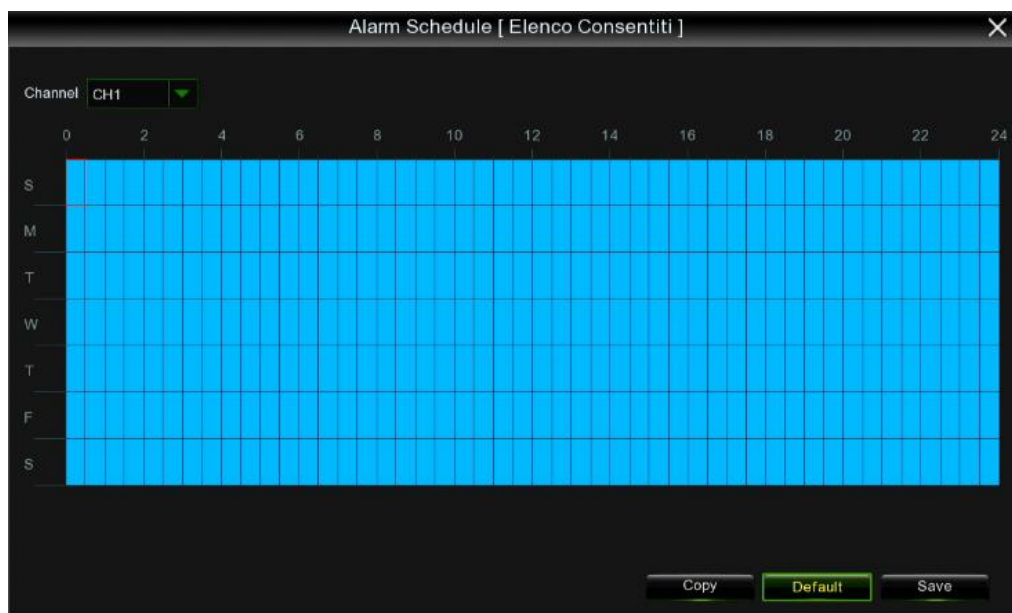 Alarm Schedule [ Elenco Consentiti ]
Channel CH1
0 2 4 6 8 10 12 14 16 18 20 22 24
S
M
T
W
T
F
S
Copy Default Save